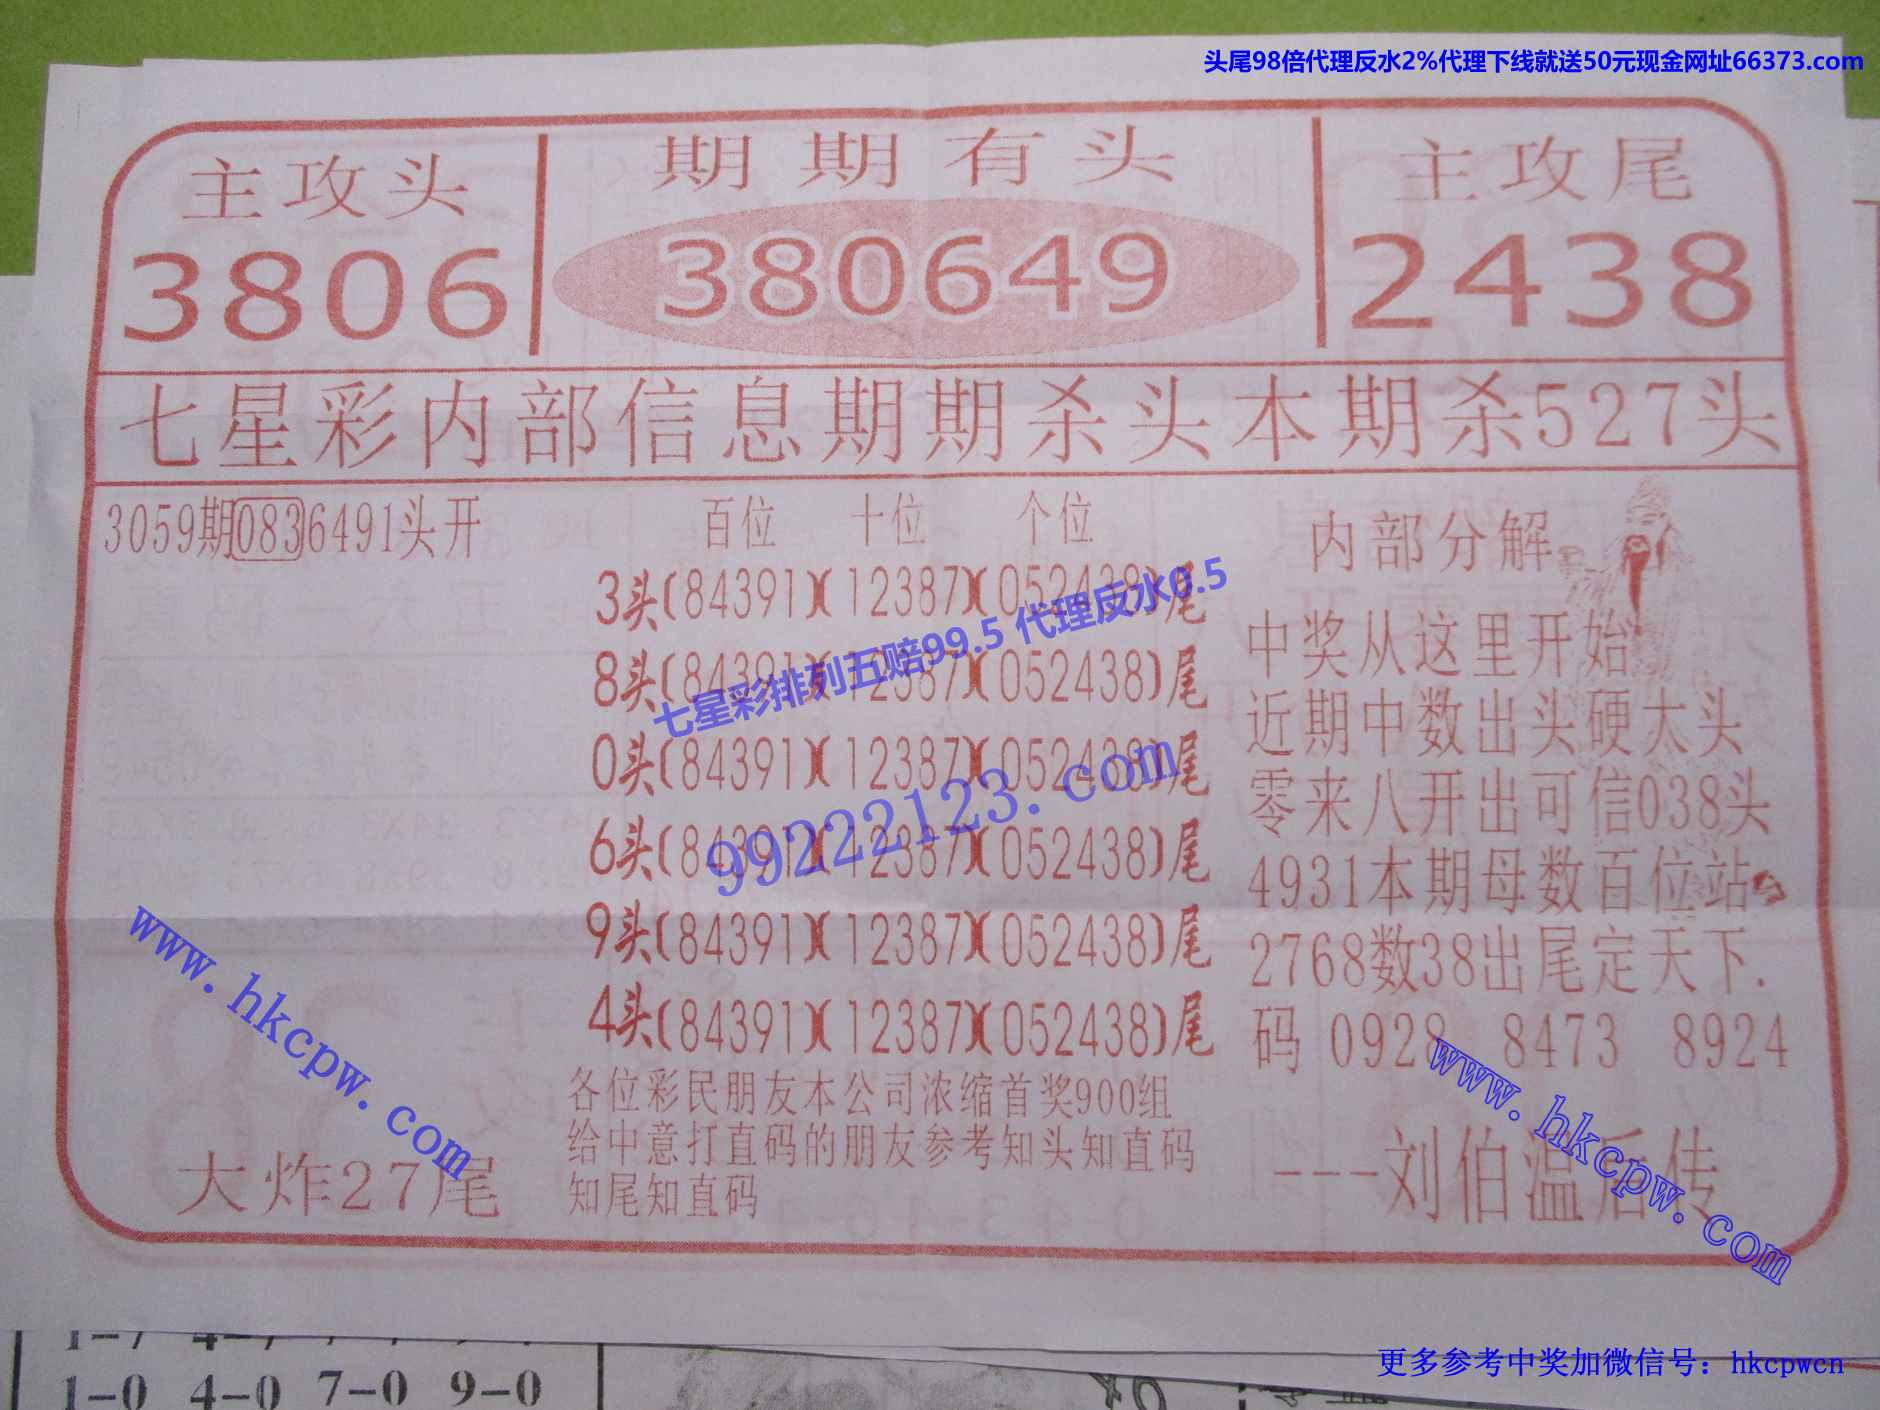 头尾98倍代理反水2%代理下线就送50元现金网址66373.com
主攻头
3806
期期有头
380649
主攻尾
2438
七星彩内部信息期期杀头本期杀527头
3059期0836491头开
百位 十位 个位
3头(84391)(12387)(052438)尾
8头(84391)(12387)(052438)尾
0头(84391)(12387)(052438)尾
6头(84391)(12387)(052438)尾
9头(84391)(12387)(052438)尾
4头(84391)(12387)(052438)尾
七星彩排列五赔99.5 代理反水0.5
99222123.com
各位彩民朋友本公司浓缩首奖900组
给中意打直码的朋友参考知头知直码
知尾知直码
内部分解
中奖从这里开始
近期中数出头硬太头
零来八开出可信038头
4931本期母数百位站
2768数38出尾定天下.
码 0928 8473 8924
---刘伯温后传
大炸27尾
www.hkcpw.com
www.hkcpw.com
1-7 4-7
1-0 4-0 7-0 9-0
更多参考中奖加微信号：hkcpwcn